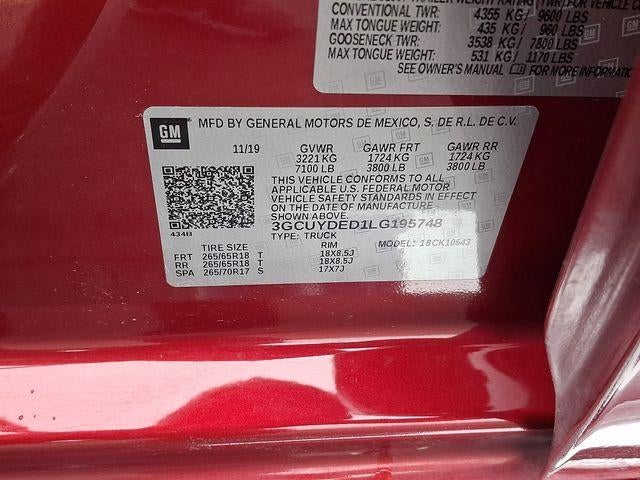 CONVENTIONAL TWR: 4355 KG/ 9600 LBS
MAX TONGUE WEIGHT: 435 KG/ 960 LBS
GOOSENECK TWR: 3538 KG/ 7800 LBS
MAX TONGUE WEIGHT: 531 KG/ 1170 LBS
SEE OWNER'S MANUAL FOR MORE INFORMATIO
GM
MFD BY GENERAL MOTORS DE MEXICO, S. DE R.L. DE C.V.
11/19 GVWR GAWR FRT GAWR RR
3221 KG 1724 KG 1724 KG
7100 LB 3800 LB 3800 LB
THIS VEHICLE CONFORMS TO ALL
APPLICABLE U.S. FEDERAL MOTOR
VEHICLE SAFETY STANDARDS IN EFFECT
ON THE DATE OF MANUFACTURE
SHOWN ABOVE.
434B
3GCUYDED1LG195748
TYPE: TRUCK MODEL: 18CK10543
TIRE SIZE RIM
FRT 265/65R18 T 18X8.5J
RR 265/65R18 T 18X8.5J
SPA 265/70R17 S 17X7J